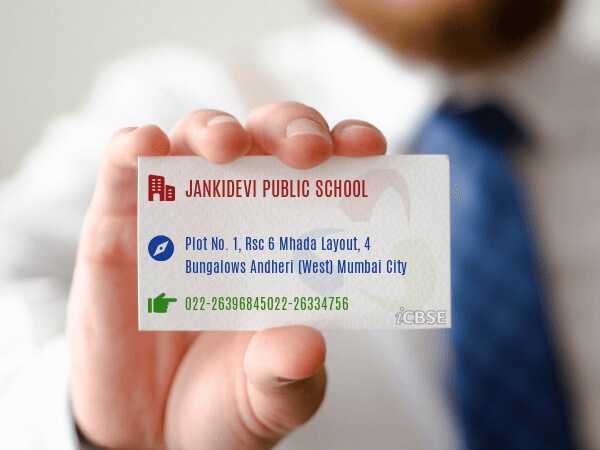 JANKIDEVI PUBLIC SCHOOL
Plot No. 1, Rsc 6 Mhada Layout, 4
Bungalows Andheri (West) Mumbai City
022-26396845022-26334756
iCBSE